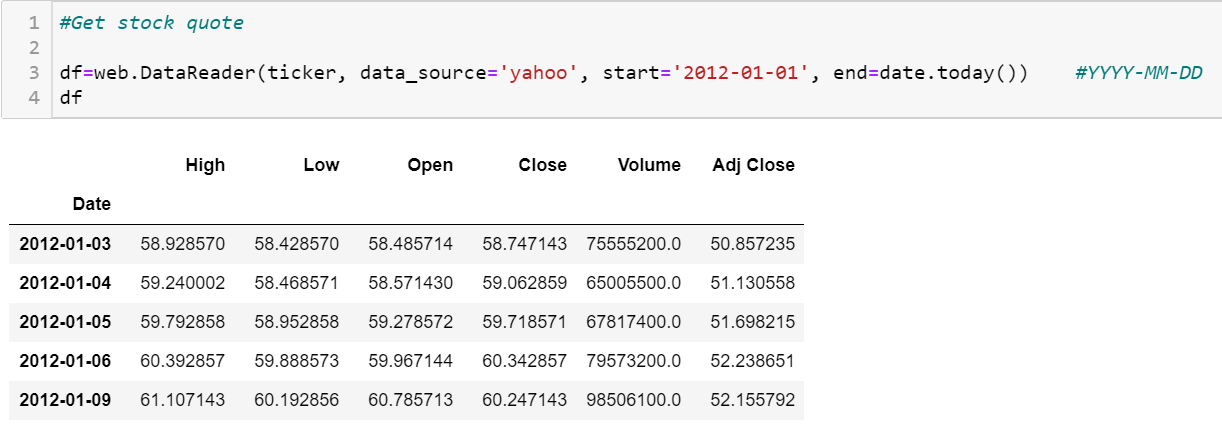 1 #Get stock quote
2
3 df=web.DataReader(ticker, data_source='yahoo', start='2012-01-01', end=date.today()) #YYYY-MM-DD
4 df
High Low Open Close Volume Adj Close
Date
2012-01-03 58.928570 58.428570 58.485714 58.747143 75555200.0 50.857235
2012-01-04 59.240002 58.468571 58.571430 59.062859 65005500.0 51.130558
2012-01-05 59.792858 58.952858 59.278572 59.718571 67817400.0 51.698215
2012-01-06 60.392857 59.888573 59.967144 60.342857 79573200.0 52.238651
2012-01-09 61.107143 60.192856 60.785713 60.247143 98506100.0 52.155792